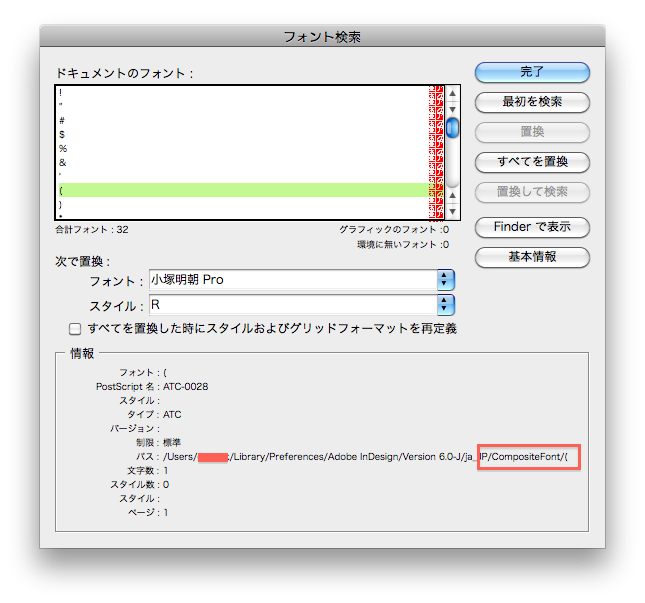 フォント検索
ドキュメントのフォント :
!
"
#
$
%
&
'
(
)
*
合計フォント : 32
グラフィックのフォント :0
環境に無いフォント :0
次で置換 :
フォント : 小塚明朝 Pro
スタイル : R
すべてを置換した時にスタイルおよびグリッドフォーマットを再定義
完了
最初を検索
置換
すべてを置換
置換して検索
Finder で表示
基本情報
情報
フォント : (
PostScript 名 : ATC-0028
スタイル :
タイプ : ATC
バージョン :
制限 : 標準
パス : /Users/ :/Library/Preferences/Adobe InDesign/Version 6.0-J/ja_JP/CompositeFont/(
文字数 : 1
スタイル数 : 0
スタイル :
ページ : 1